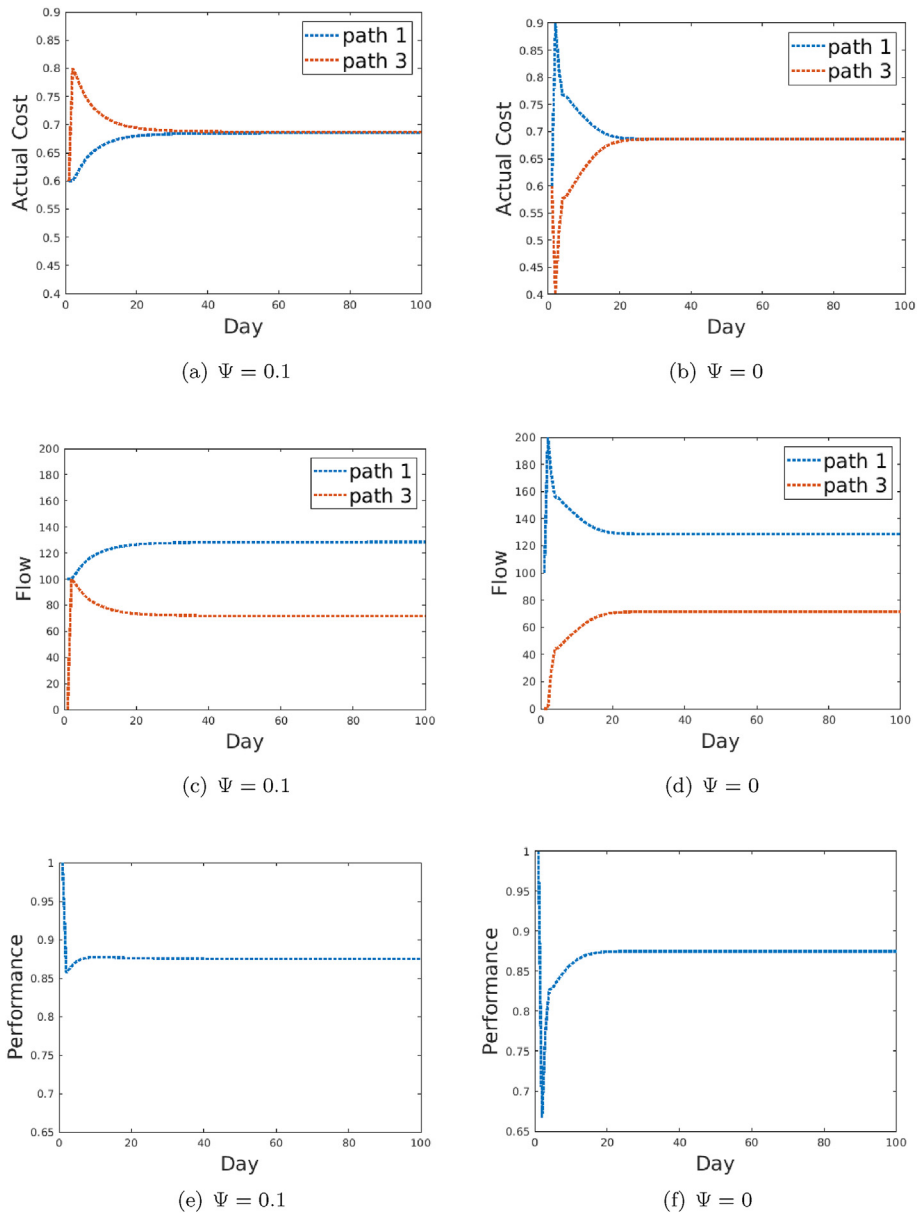 0.9
0.85
0.8
0.75
0.7
0.65
0.6
0.55
0.5
0.45
0.4
Actual Cost
path 1
path 3
0 20 40 60 80 100
Day
(a) Ψ = 0.1
0.9
0.85
0.8
0.75
0.7
0.65
0.6
0.55
0.5
0.45
0.4
Actual Cost
path 1
path 3
0 20 40 60 80 100
Day
(b) Ψ = 0
200
180
160
140
120
100
80
60
40
20
0
Flow
path 1
path 3
0 20 40 60 80 100
Day
(c) Ψ = 0.1
200
180
160
140
120
100
80
60
40
20
0
Flow
path 1
path 3
0 20 40 60 80 100
Day
(d) Ψ = 0
1
0.95
0.9
0.85
0.8
0.75
0.7
0.65
Performance
0 20 40 60 80 100
Day
(e) Ψ = 0.1
1
0.95
0.9
0.85
0.8
0.75
0.7
0.65
Performance
0 20 40 60 80 100
Day
(f) Ψ = 0